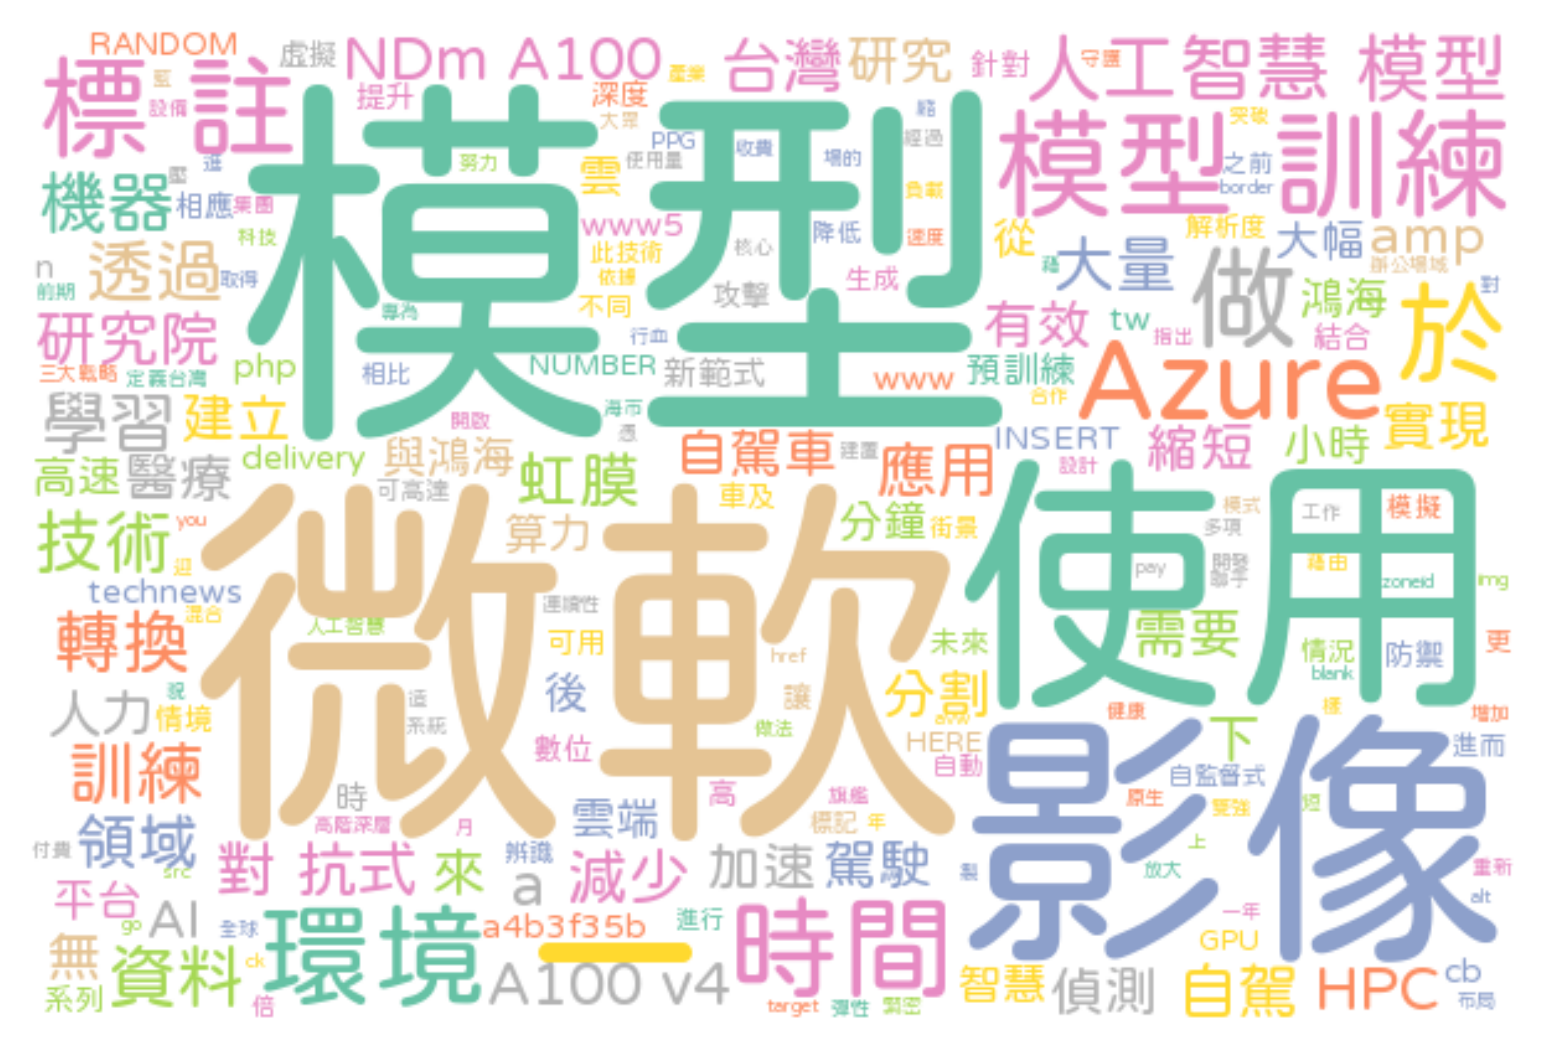 RANDOM
虛擬
NDm A100
產業
台灣
研究
針對
人工智慧
守護
模型
標註
設備
提升
深度
大眾
模型
PPG
收費
場的
經過
突破
模型訓練
之前
border
努力
雲
使用量
負載
機器
相應
集團
科技
www5
此技術
依據
核心
降低
速度
從
解析度
大幅
amp
辦公場域
大量
n
前期
透過
取得
不同
攻擊
生成
做
鴻海
於
對
研究院
三大戰略
定義台灣
php
專為
相比
行血
NUMBER
新範式
www
有效
tw
指出
結合
預訓練
合作
Azure
學習
建立
開啟
海市
自駕車
建置
應用
INSERT
縮短
設計
小時
實現
高速
醫療
delivery
與鴻海
可高達
虹膜
車及
技術
you
迎
微軟
算力
分鐘
街景
使用
模式
多項
工作
模擬
開發
聯手
pay
藉由
zoneid
img
technews
混合
連續性
轉換
人工智慧
可用
href
未來
需要
情況
blank
防禦
更
人力
情境
系統
後
讓
做法
分割
健康
增加
訓練
數位
HERE
自動
影像
下
進而
自監督式
時
高階深層
月
雲端
高
旗艦
標記
年
原生
付費
領域
src
對抗式
來
辨識
a
減少
加速
駕駛
上
放大
重新
alt
平台
AI
go
全球
環境
a4b3f35b
進行
時間
一年
GPU
無
系列
資料
ck
倍
A100 v4
target
彈性
緊密
智慧
偵測
自駕
HPC
cb
布局